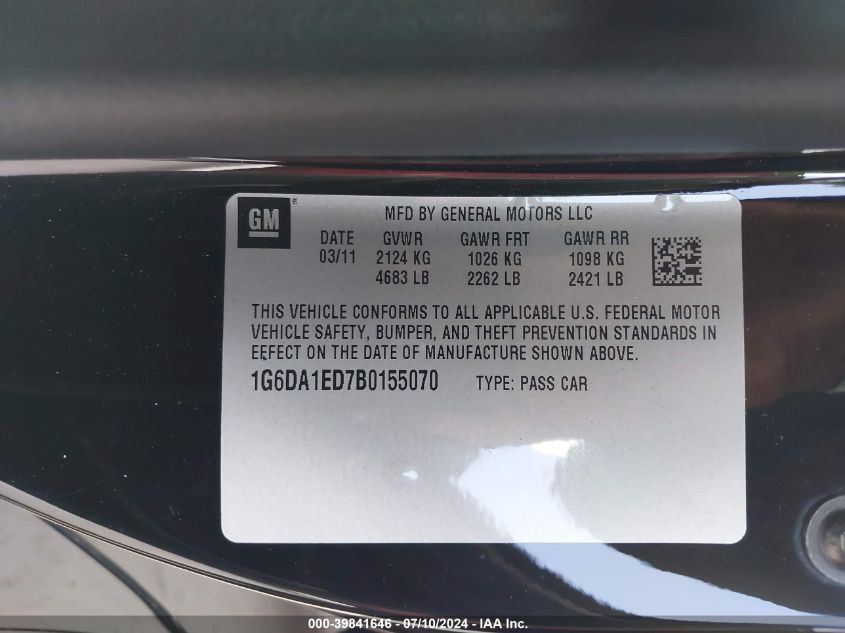 GM®
MFD BY GENERAL MOTORS LLC
DATE GVWR GAWR FRT GAWR RR
03/11 2124 KG 1026 KG 1098 KG
4683 LB 2262 LB 2421 LB
THIS VEHICLE CONFORMS TO ALL APPLICABLE U.S. FEDERAL MOTOR
VEHICLE SAFETY, BUMPER, AND THEFT PREVENTION STANDARDS IN
EFFECT ON THE DATE OF MANUFACTURE SHOWN ABOVE.
1G6DA1ED7B0155070 TYPE: PASS CAR
000-39841646 - 07/10/2024 - IAA Inc.